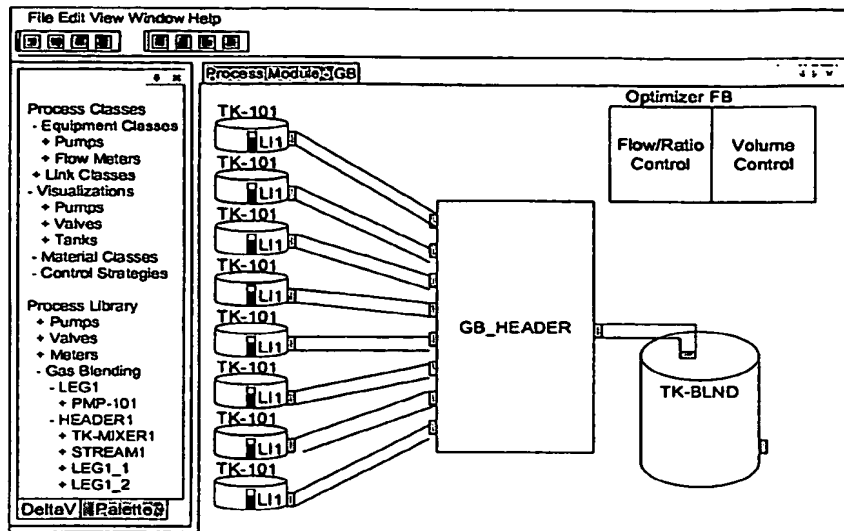 File Edit View Window Help
Process Module - GB
Process Classes
- Equipment Classes
+ Pumps
+ Flow Meters
+ Link Classes
- Visualizations
+ Pumps
+ Valves
+ Tanks
- Material Classes
- Control Strategies
Process Library
+ Pumps
+ Valves
+ Meters
- Gas Blending
- LEG1
+ PMP-101
- HEADER1
+ TK-MIXER1
+ STREAM1
+ LEG1_1
+ LEG1_2
DeltaV Palette
TK-101
LI1
TK-101
LI1
TK-101
LI1
TK-101
LI1
TK-101
LI1
TK-101
LI1
TK-101
LI1
TK-101
LI1
GB_HEADER
Optimizer FB
Flow/Ratio
Control
Volume
Control
TK-BLND